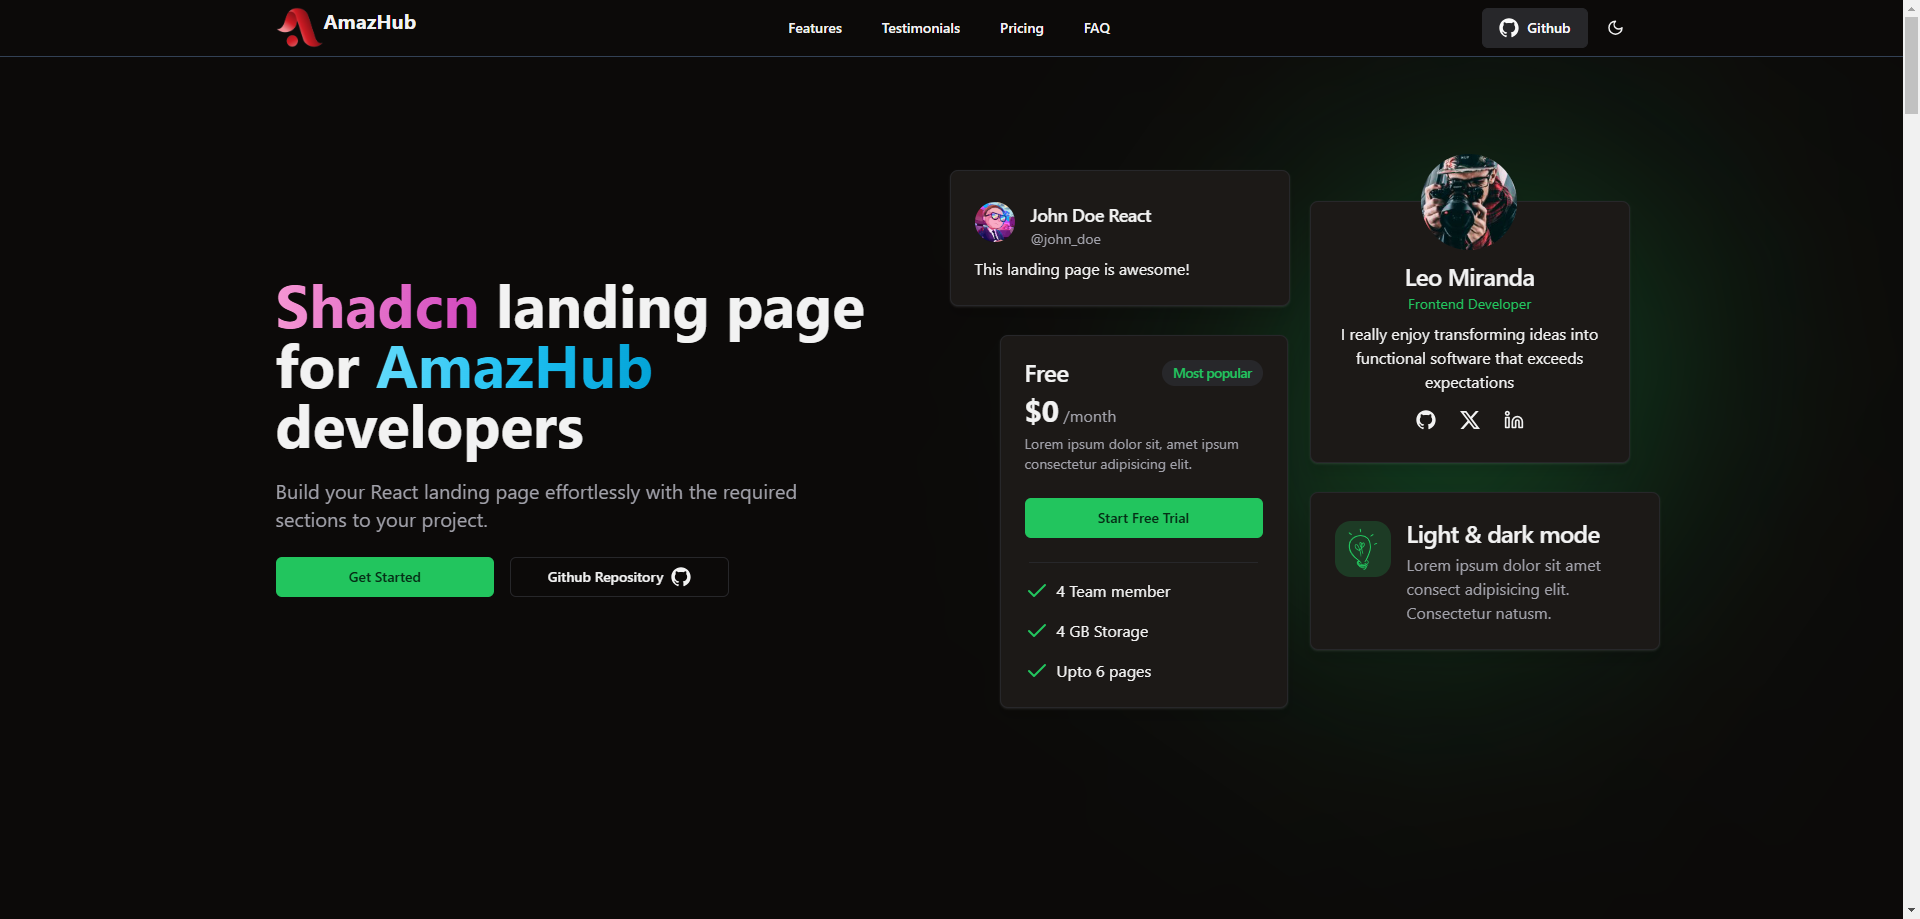 AmazHub
Features
Testimonials
Pricing
FAQ
Github
Shadcn landing page
for AmazHub
developers
Build your React landing page effortlessly with the required
sections to your project.
Get Started
Github Repository
John Doe React
@john_doe
This landing page is awesome!
Free
Most popular
$0 /month
Lorem ipsum dolor sit, amet ipsum
consectetur adipisicing elit.
Start Free Trial
4 Team member
4 GB Storage
Upto 6 pages
Leo Miranda
Frontend Developer
I really enjoy transforming ideas into
functional software that exceeds
expectations
Light & dark mode
Lorem ipsum dolor sit amet
consect adipisicing elit.
Consectetur natusm.